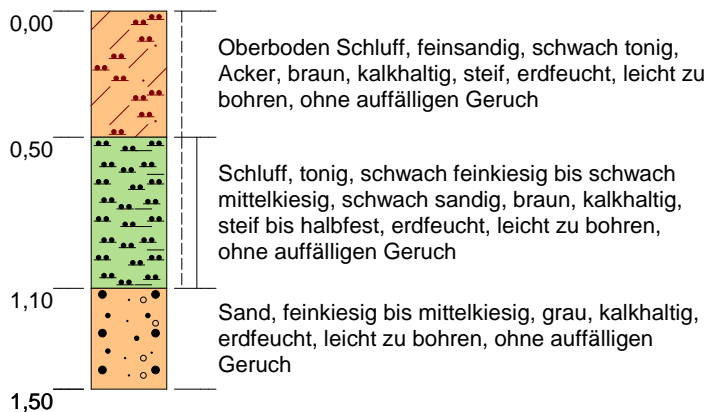 0,00
Oberboden Schluff, feinsandig, schwach tonig,
Acker, braun, kalkhaltig, steif, erdfeucht, leicht zu
bohren, ohne auffälligen Geruch
0,50
Schluff, tonig, schwach feinkiesig bis schwach
mittelkiesig, schwach sandig, braun, kalkhaltig,
steif bis halbfest, erdfeucht, leicht zu bohren,
ohne auffälligen Geruch
1,10
Sand, feinkiesig bis mittelkiesig, grau, kalkhaltig,
erdfeucht, leicht zu bohren, ohne auffälligen
Geruch
1,50